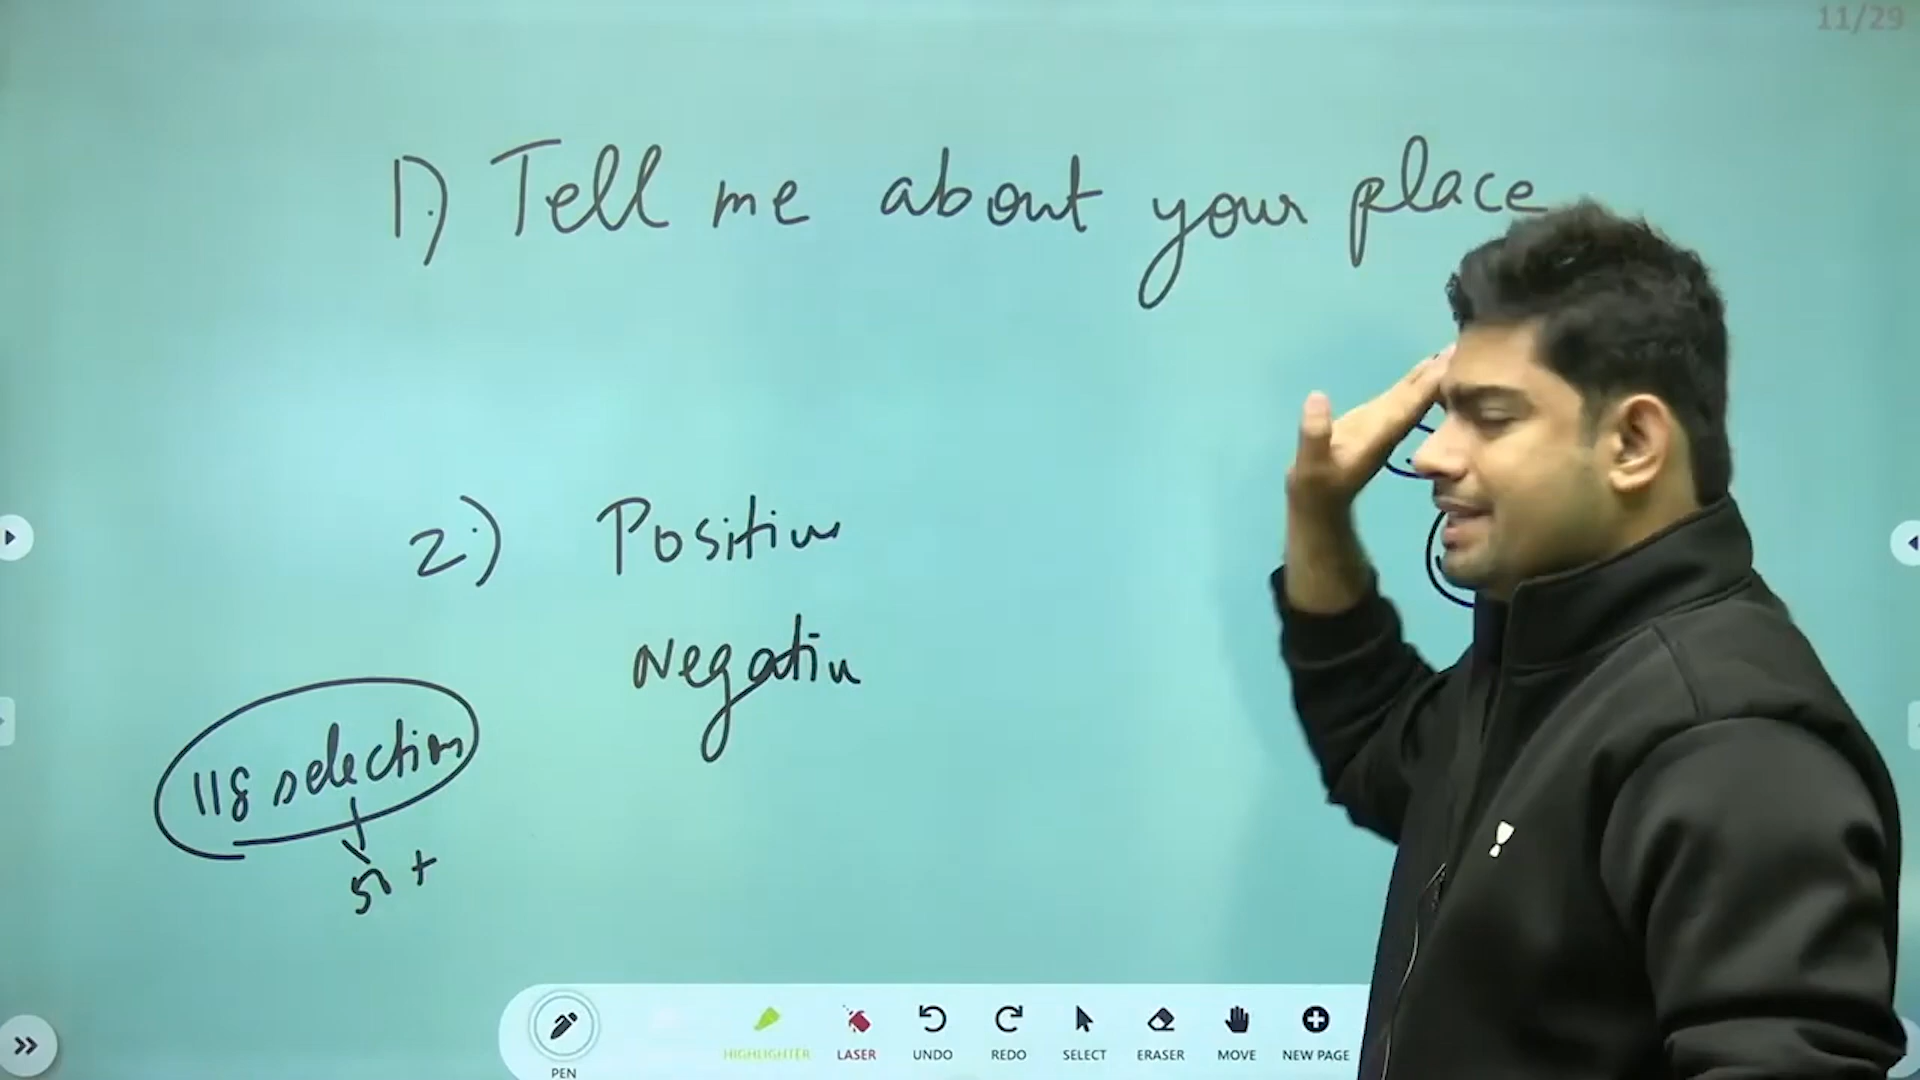 11/29
1) Tell me about your place
2) Positive
Negative
118 selection
50 +
PEN
HIGHLIGHTER
LASER
UNDO
REDO
SELECT
ERASER
MOVE
NEW PAGE